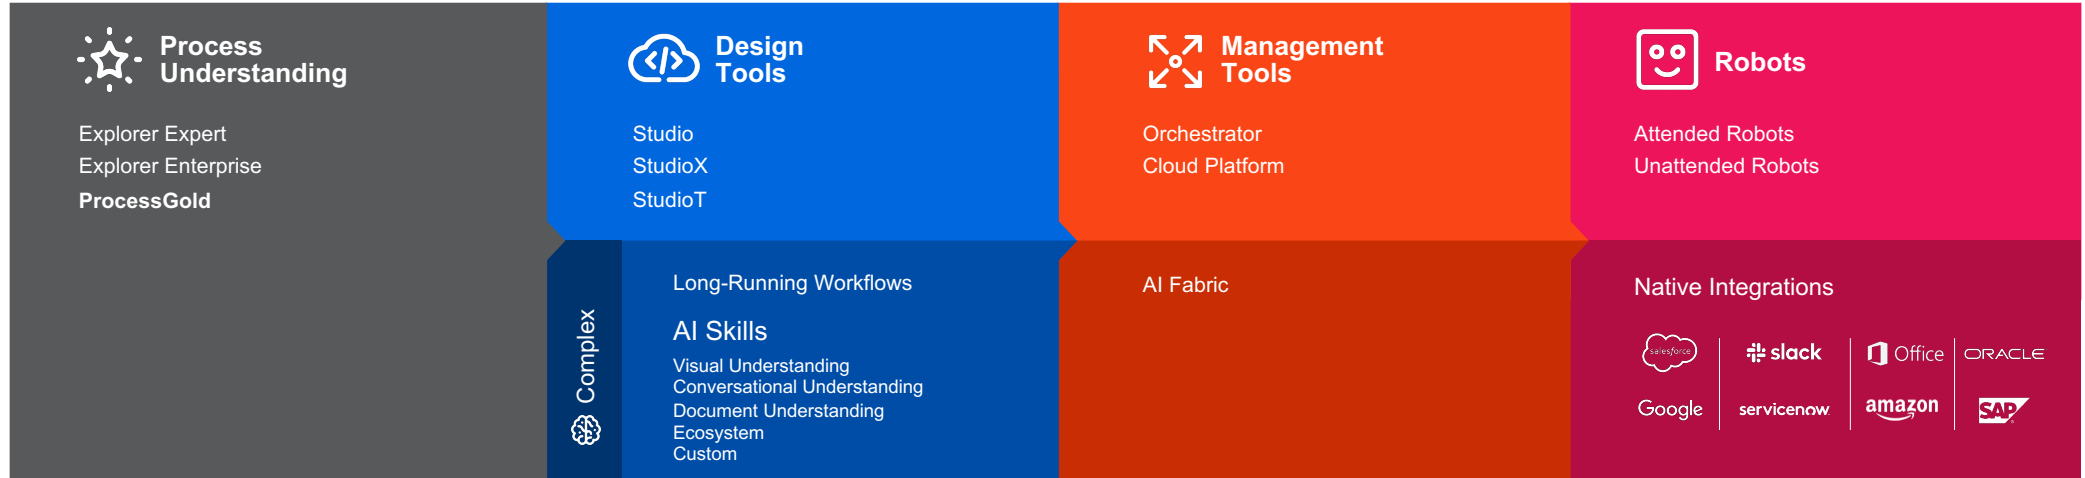 Process
Understanding
Explorer Expert
Explorer Enterprise
ProcessGold
Design
Tools
Studio
StudioX
StudioT
Management
Tools
Orchestrator
Cloud Platform
Robots
Attended Robots
Unattended Robots
Complex
Long-Running Workflows
AI Skills
Visual Understanding
Conversational Understanding
Document Understanding
Ecosystem
Custom
AI Fabric
Native Integrations
salesforce
slack
Office
ORACLE
Google
servicenow
amazon
SAP